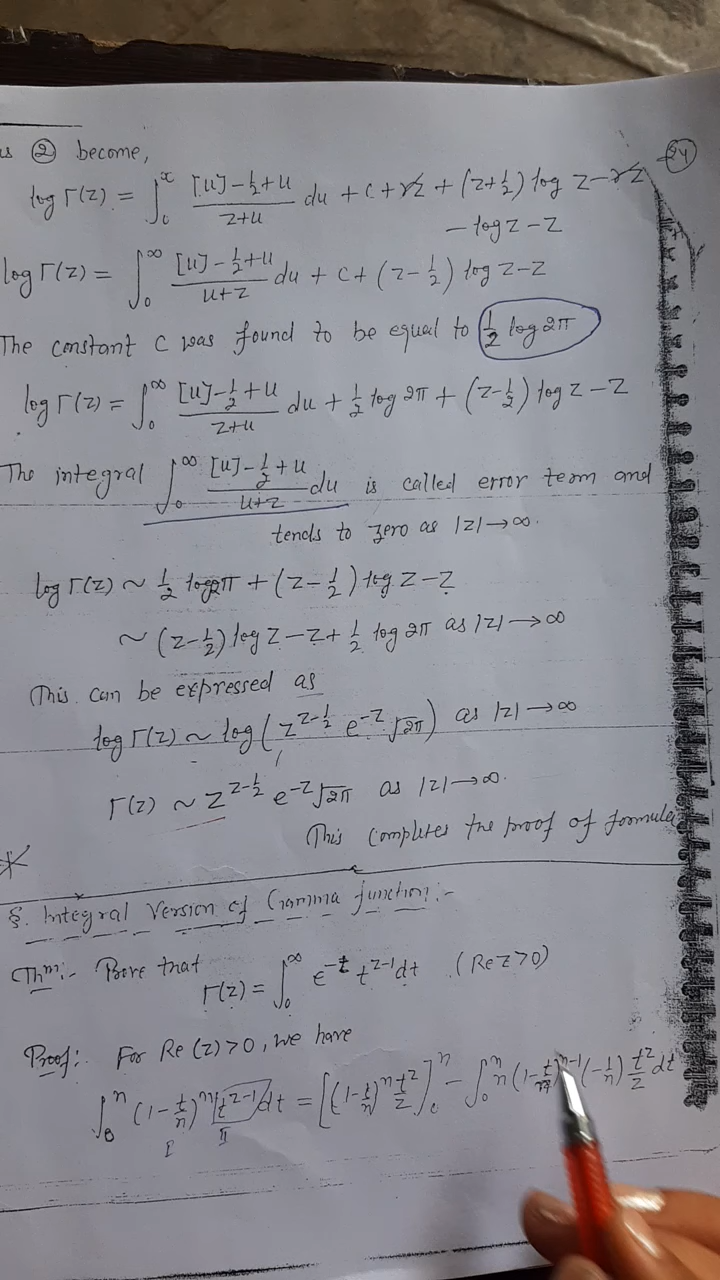 is ② become, 24
log Γ(z) = ∫₀^x ([u]-½+u)/(z+u) du + c + γz + (z+½) log z - γz
- log z - z
log Γ(z) = ∫₀^∞ ([u]-½+u)/(u+z) du + c + (z-½) log z - z
The constant c was found to be equal to ½ log 2π
log Γ(z) = ∫₀^∞ ([u]-½+u)/(z+u) du + ½ log 2π + (z-½) log z - z
The integral ∫₀^∞ ([u]-½+u)/(u+z) du is called error term and
tends to zero as |z| → ∞.
log Γ(z) ~ ½ log 2π + (z-½) log z - z
~ (z-½) log z - z + ½ log 2π as |z| → ∞
This can be expressed as
log Γ(z) ~ log (z^{z-½} e^{-z} √2π) as |z| → ∞
Γ(z) ~ z^{z-½} e^{-z} √2π as |z| → ∞.
This completes the proof of formula
§. Integral Version of Gamma function:-
Thm:- Prove that
Γ(z) = ∫₀^∞ e^{-t} t^{z-1} dt (Re z > 0)
Proof:- For Re (z) > 0, we have
∫₀^n (1-t/n)^n t^{z-1} dt = [(1-t/n)^n t^z/z]₀^n - ∫₀^n n (1-t/n)^{n-1} (-1/n) t^z/z dt
I II